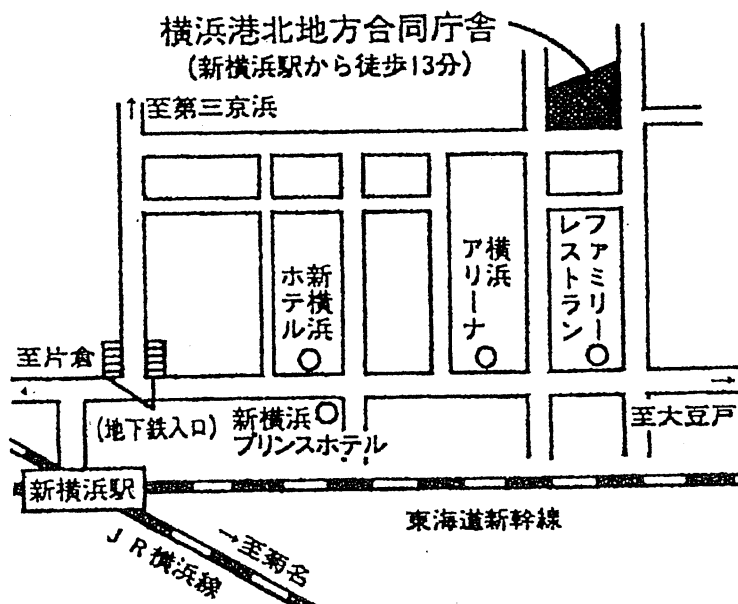 横浜港北地方合同庁舎
(新横浜駅から徒歩13分)
↑至第三京浜
新横浜
ホテル
横浜
アリーナ
ファミリー
レストラン
至片倉
(地下鉄入口)
新横浜
プリンスホテル
→
至大豆戸
新横浜駅
東海道新幹線
→至菊名
JR横浜線